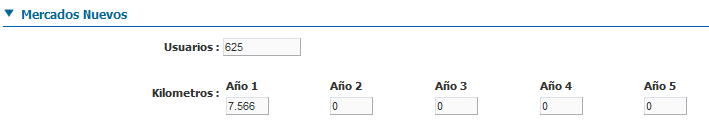 Mercados Nuevos
Usuarios : 625
Año 1 Año 2 Año 3 Año 4 Año 5
Kilometros : 7.566 0 0 0 0